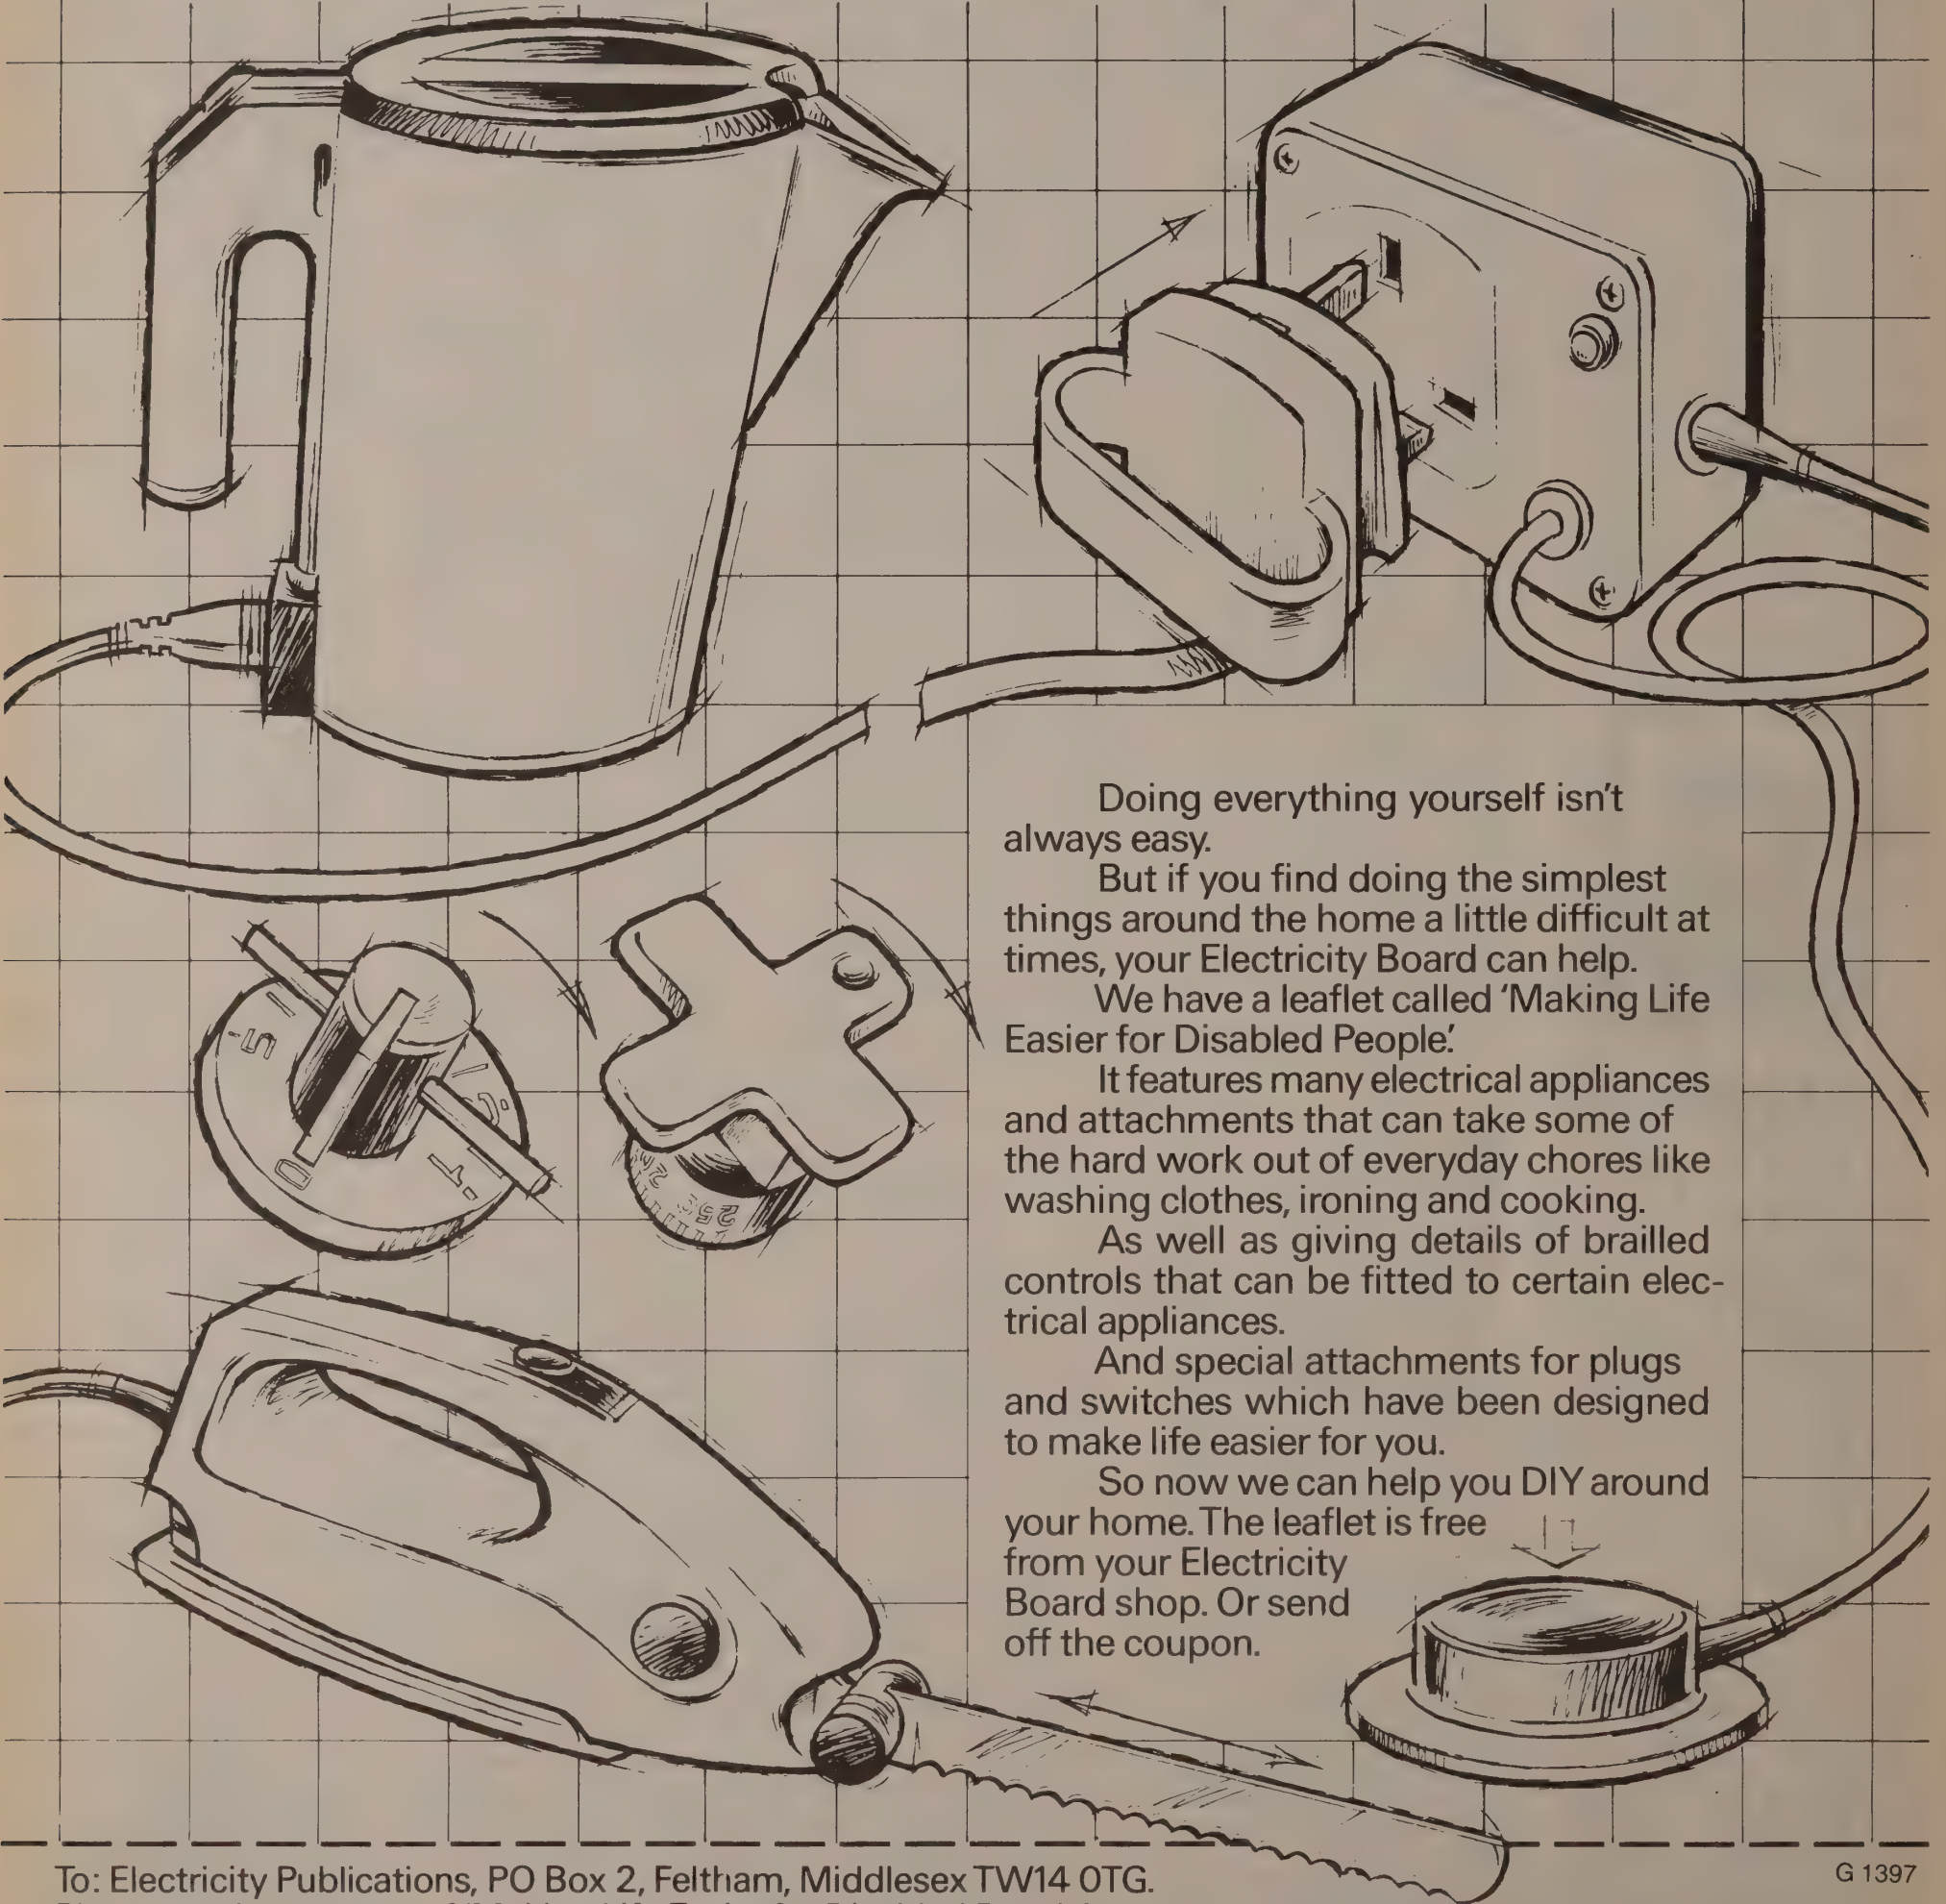 Doing everything yourself isn't
always easy.
But if you find doing the simplest
things around the home a little difficult at
times, your Electricity Board can help.
We have a leaflet called 'Making Life
Easier for Disabled People'.
It features many electrical appliances
and attachments that can take some of
the hard work out of everyday chores like
washing clothes, ironing and cooking.
As well as giving details of brailled
controls that can be fitted to certain elec-
trical appliances.
And special attachments for plugs
and switches which have been designed
to make life easier for you.
So now we can help you DIY around
your home. The leaflet is free
from your Electricity
Board shop. Or send
off the coupon.
To: Electricity Publications, PO Box 2, Feltham, Middlesex TW14 0TG.
G 1397